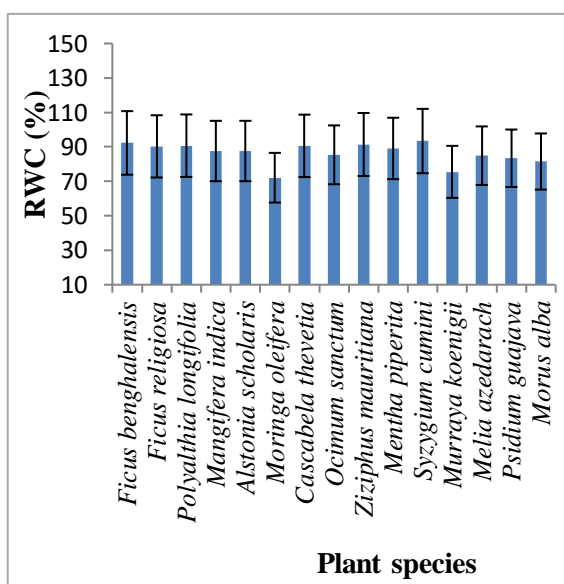 RWC (%)
150
130
110
90
70
50
30
10
Ficus benghalensis
Ficus religiosa
Polyalthia longifolia
Mangifera indica
Alstonia scholaris
Moringa oleifera
Cascabela thevetia
Ocimum sanctum
Ziziphus mauritiana
Mentha piperita
Syzygium cumini
Murraya koenigii
Melia azedarach
Psidium guajava
Morus alba
Plant species